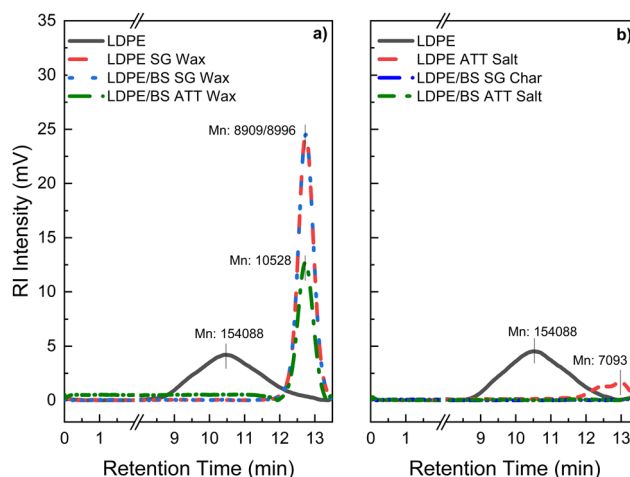 35
30
25
20
15
10
5
0
RI Intensity (mV)
a)
LDPE
LDPE SG Wax
LDPE/BS SG Wax
LDPE/BS ATT Wax
Mn: 8909/8996
Mn: 10528
Mn: 154088
0 1 9 10 11 12 13
Retention Time (min)
b)
LDPE
LDPE ATT Salt
LDPE/BS SG Char
LDPE/BS ATT Salt
Mn: 154088
Mn: 7093
0 1 9 10 11 12 13
Retention Time (min)